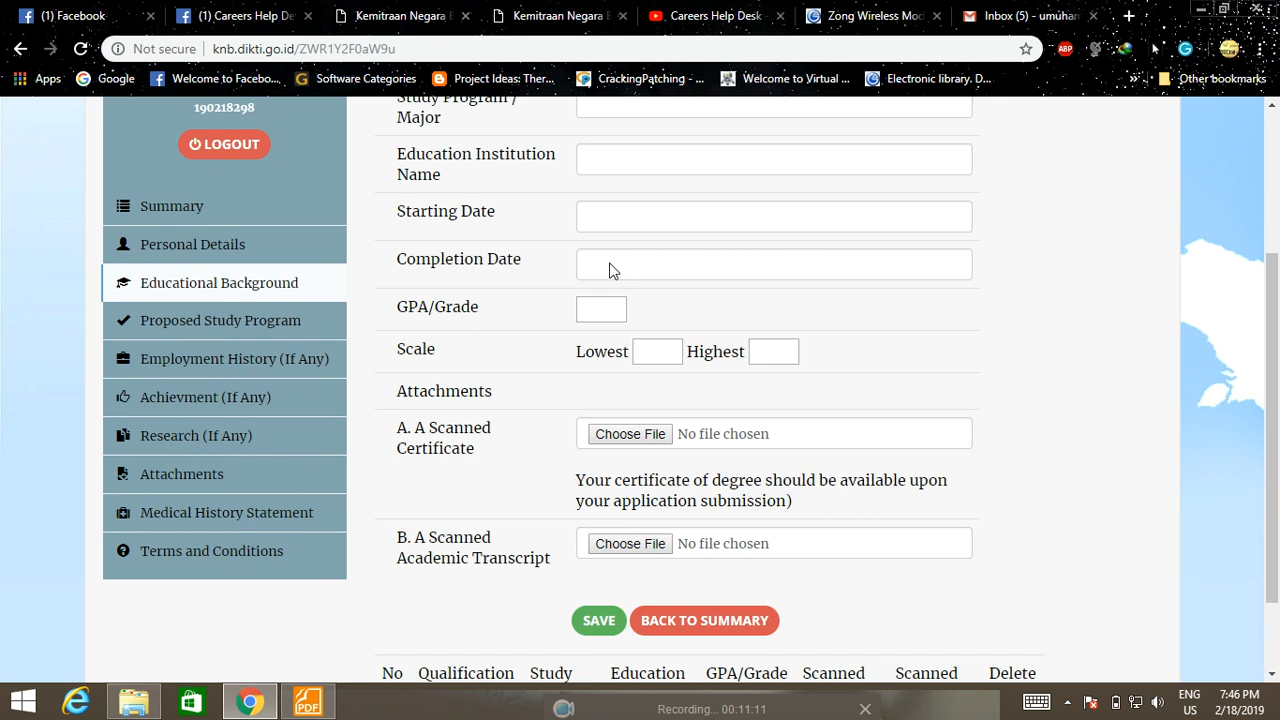 (1) Facebook
(1) Careers Help De
Kemitraan Negara B
Kemitraan Negara B
Careers Help Desk
Zong Wireless Mod
Inbox (5) - umuhan
Not secure
knb.dikti.go.id/ZWR1Y2F0aW9u
ABP
Apps
Google
Welcome to Facebo...
Software Categories
Project Ideas: Ther...
CrackingPatching - ...
Welcome to Virtual ...
Electronic library. D...
Other bookmarks
190218298
LOGOUT
Summary
Personal Details
Educational Background
Proposed Study Program
Employment History (If Any)
Achievment (If Any)
Research (If Any)
Attachments
Medical History Statement
Terms and Conditions
Study Program /
Major
Education Institution
Name
Starting Date
Completion Date
GPA/Grade
Scale
Lowest
Highest
Attachments
A. A Scanned
Certificate
Choose File No file chosen
Your certificate of degree should be available upon
your application submission)
B. A Scanned
Academic Transcript
Choose File No file chosen
SAVE
BACK TO SUMMARY
No
Qualification
Study
Education
GPA/Grade
Scanned
Scanned
Delete
PDF
Recording... 00:11:11
ENG
US
7:46 PM
2/18/2019